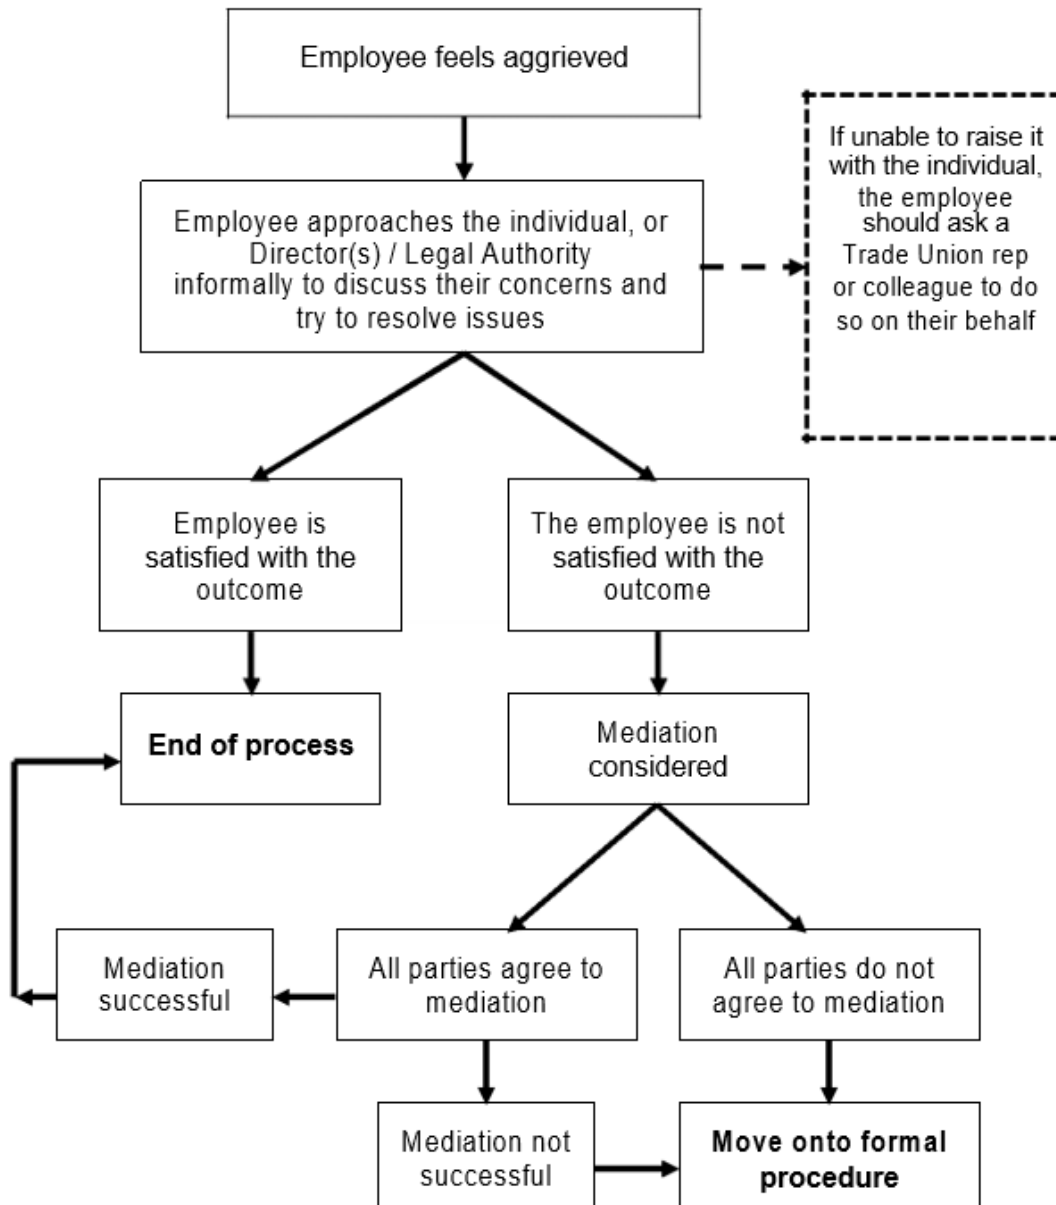 Employee feels aggrieved
If unable to raise it
with the individual,
the employee
should ask a
Trade Union rep
or colleague to do
so on their behalf
Employee approaches the individual, or
Director(s) / Legal Authority
informally to discuss their concerns and
try to resolve issues
Employee is
satisfied with the
outcome
The employee is not
satisfied with the
outcome
End of process
Mediation
considered
Mediation
successful
All parties agree to
mediation
All parties do not
agree to mediation
Mediation not
successful
Move onto formal
procedure